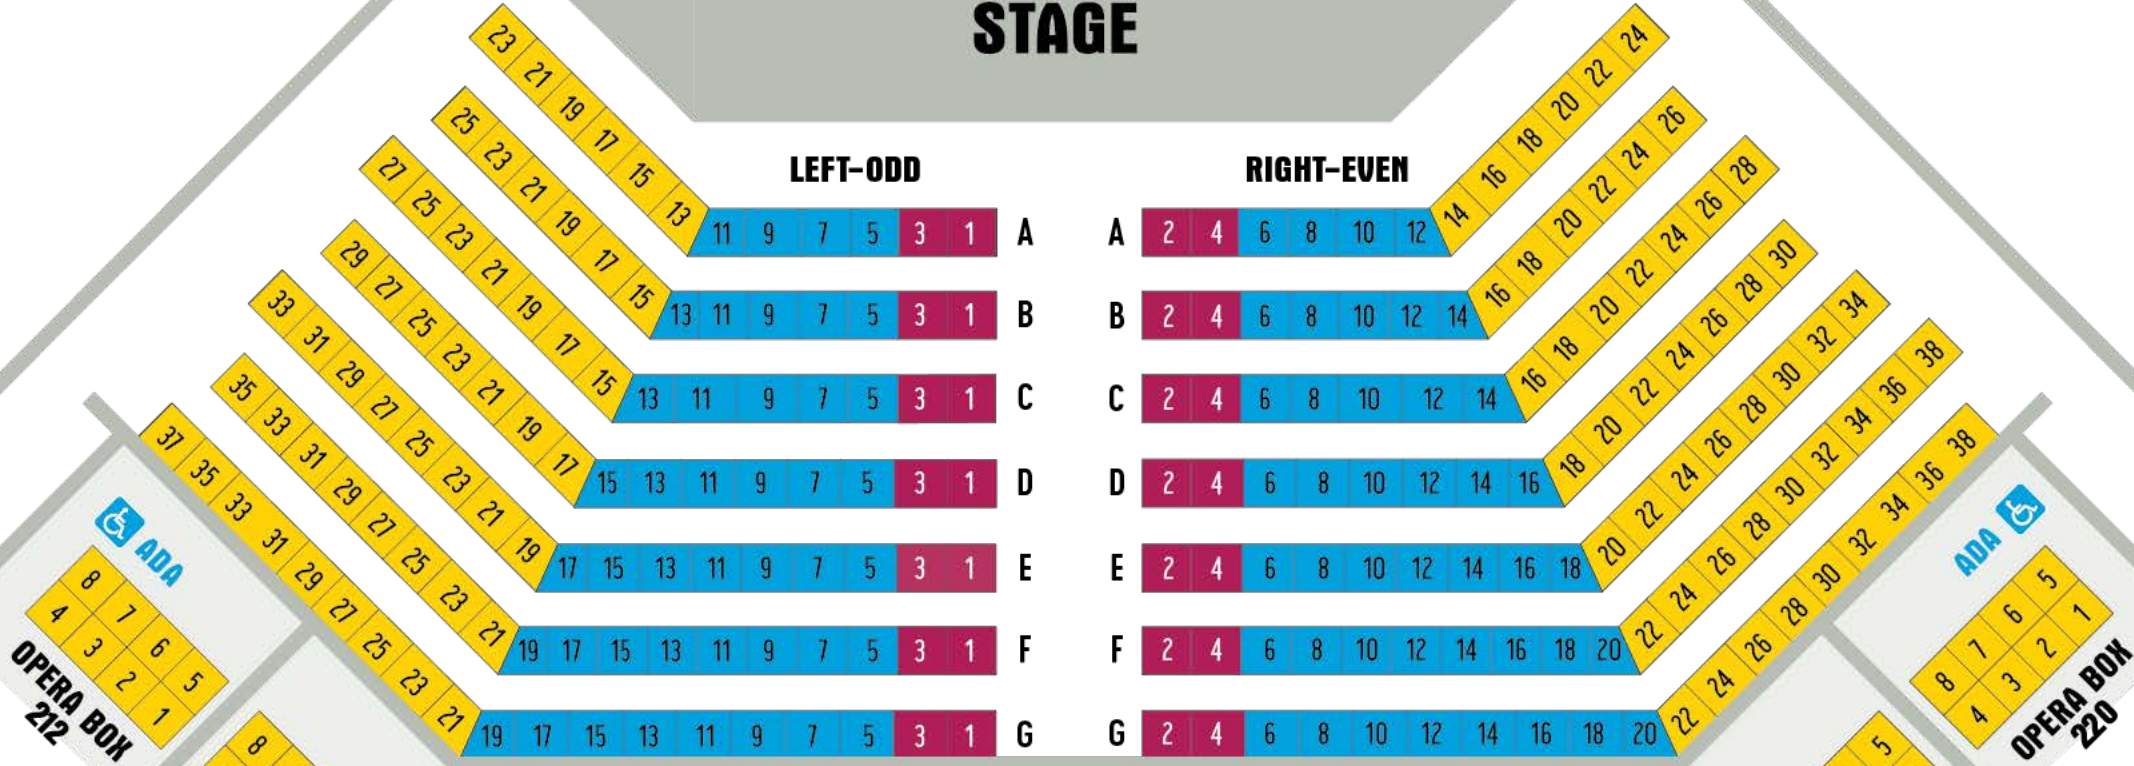 STAGE
LEFT-ODD
RIGHT-EVEN
23 21 19 17 15 13 11 9 7 5 3 1 A
A 2 4 6 8 10 12 14 16 18 20 22 24
25 23 21 19 17 15 13 11 9 7 5 3 1 B
B 2 4 6 8 10 12 14 16 18 20 22 24 26
27 25 23 21 19 17 15 13 11 9 7 5 3 1 C
C 2 4 6 8 10 12 14 16 18 20 22 24 26 28
29 27 25 23 21 19 17 15 13 11 9 7 5 3 1 D
D 2 4 6 8 10 12 14 16 18 20 22 24 26 28 30
33 31 29 27 25 23 21 19 17 15 13 11 9 7 5 3 1 E
E 2 4 6 8 10 12 14 16 18 20 22 24 26 28 30 32 34
35 33 31 29 27 25 23 21 19 17 15 13 11 9 7 5 3 1 F
F 2 4 6 8 10 12 14 16 18 20 22 24 26 28 30 32 34 36 38
37 35 33 31 29 27 25 23 21 19 17 15 13 11 9 7 5 3 1 G
G 2 4 6 8 10 12 14 16 18 20 22 24 26 28 30 32 34 36 38
ADA
8 7 6 5
4 3 2 1
OPERA BOX
212
8
ADA
8 7 6 5
4 3 2 1
OPERA BOX
220
5